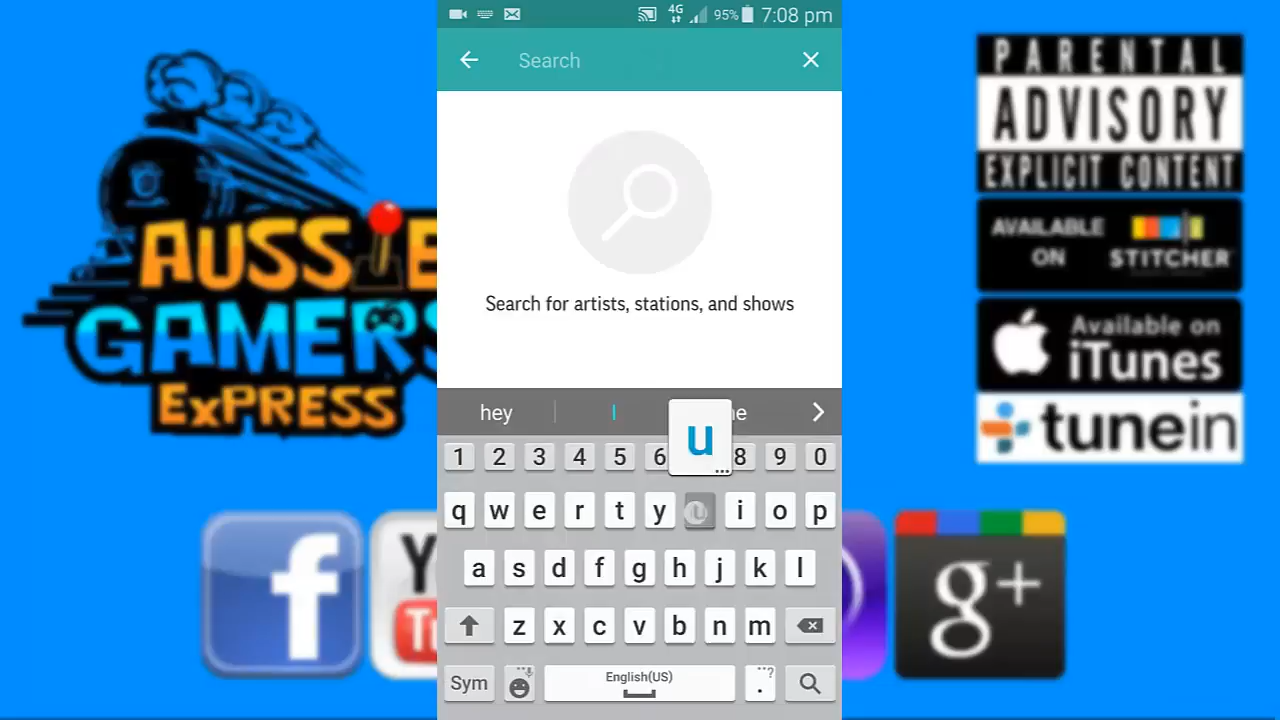 95% 7:08 pm
4G
Search
Search for artists, stations, and shows
hey I he
u
1 2 3 4 5 6 8 9 0
q w e r t y u i o p
a s d f g h j k l
z x c v b n m
Sym English(US) . ...?
AUSSIE
GAMERS
ExPRESS
PARENTAL
ADVISORY
EXPLICIT CONTENT
AVAILABLE
ON
STITCHER
Available on
iTunes
tunein
f
Y
Tu
g+